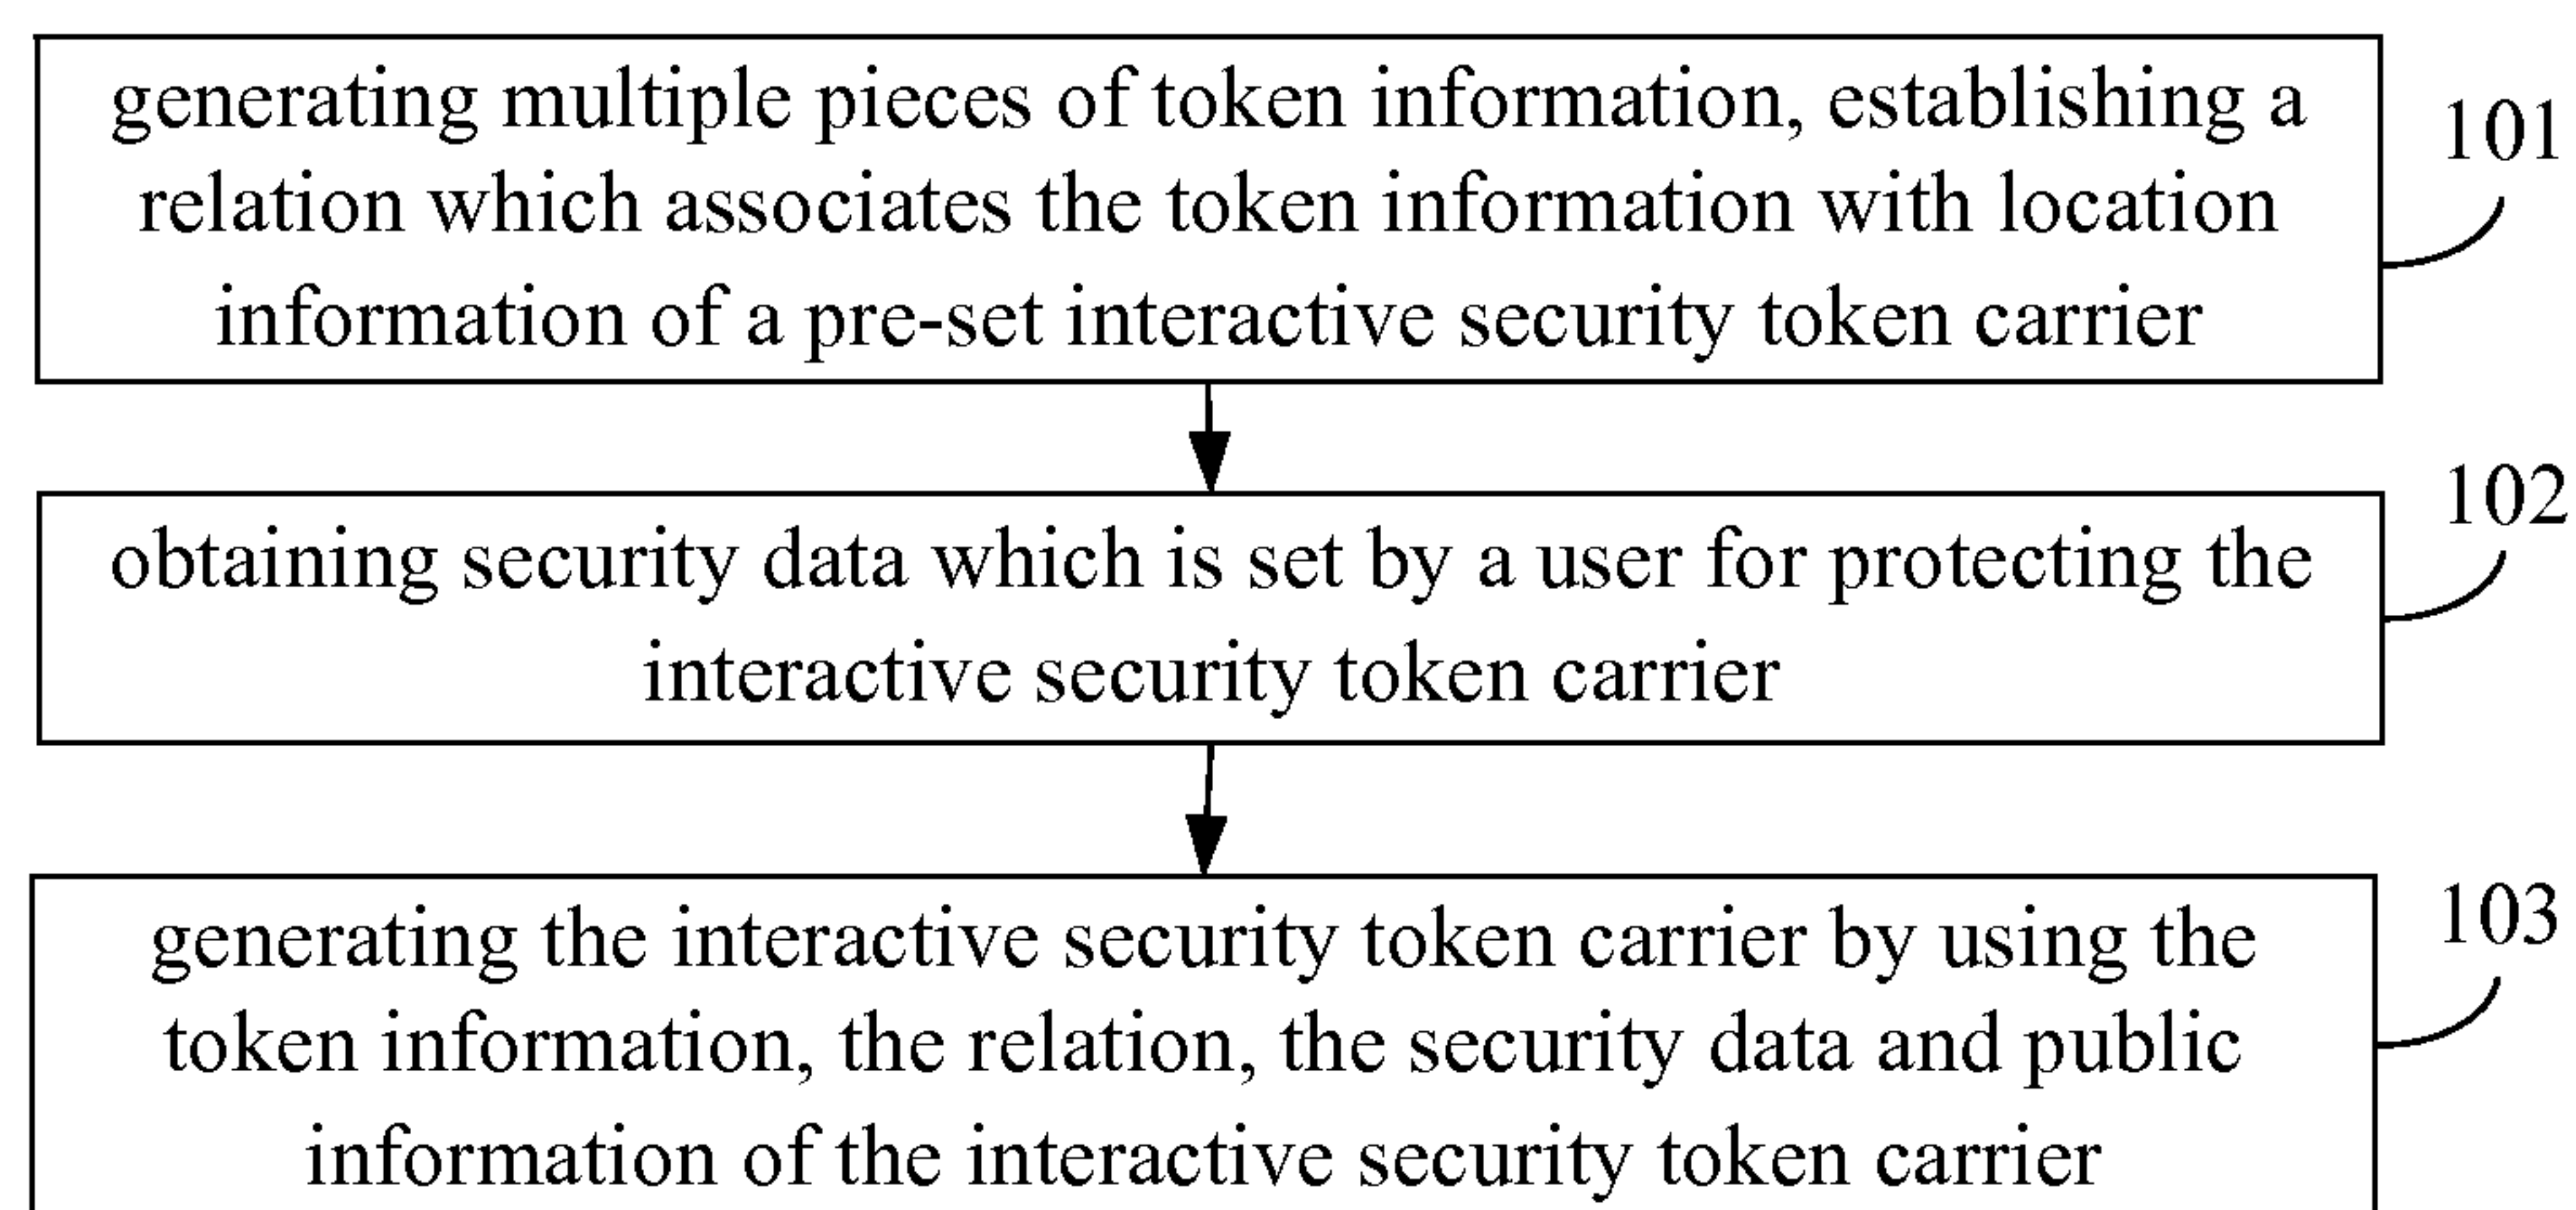 generating multiple pieces of token information, establishing a
relation which associates the token information with location
information of a pre-set interactive security token carrier
101
obtaining security data which is set by a user for protecting the
interactive security token carrier
102
generating the interactive security token carrier by using the
token information, the relation, the security data and public
information of the interactive security token carrier
103